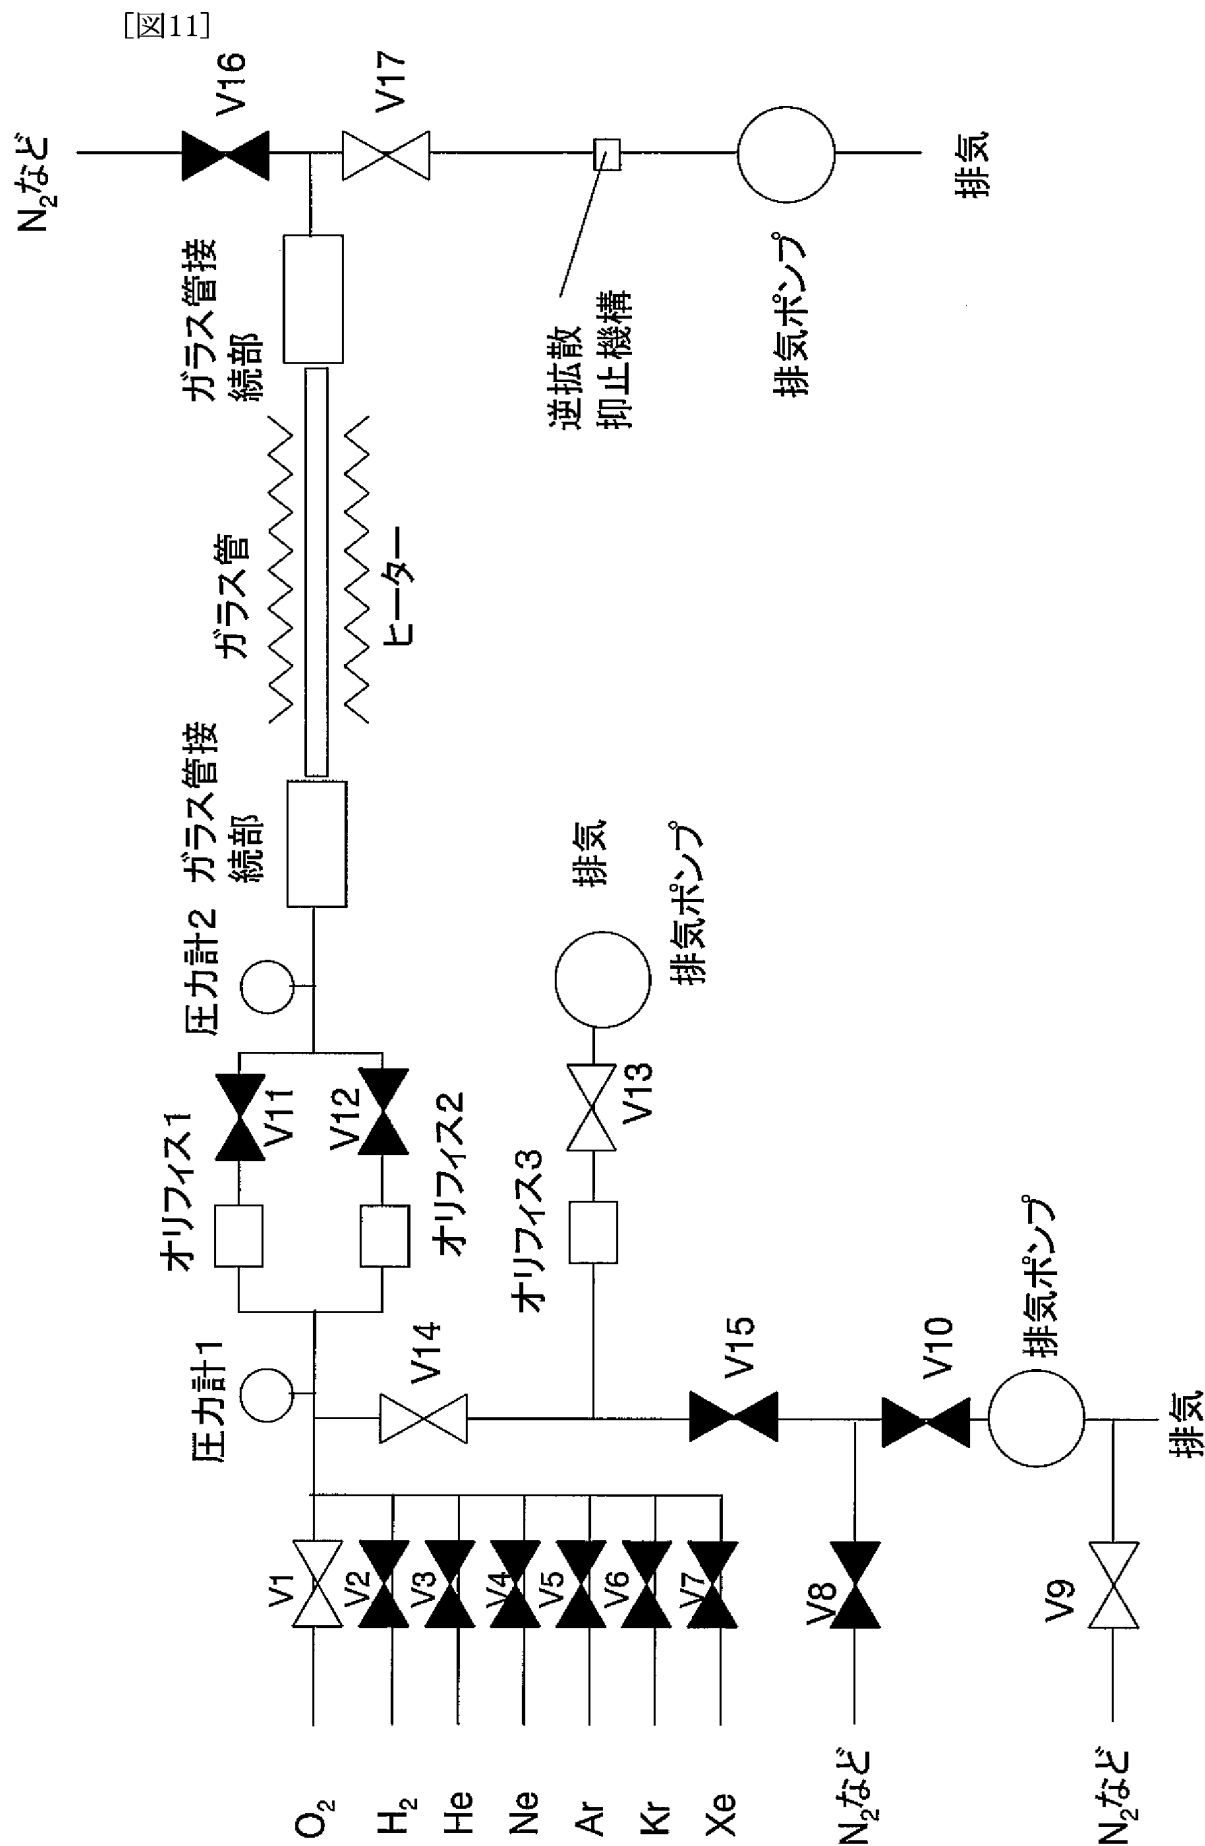 [図11]
N₂など
V16
V17
ガラス管接
続部
逆拡散
抑止機構
排気ポンプ
排気
ガラス管
ヒーター
ガラス管接
続部
圧力計2
排気
排気ポンプ
V11
V12
V13
オリフィス1
オリフィス2
オリフィス3
圧力計1
V14
V15
V10
排気ポンプ
排気
V1
V2
V3
V4
V5
V6
V7
V8
V9
O₂
H₂
He
Ne
Ar
Kr
Xe
N₂など
N₂など